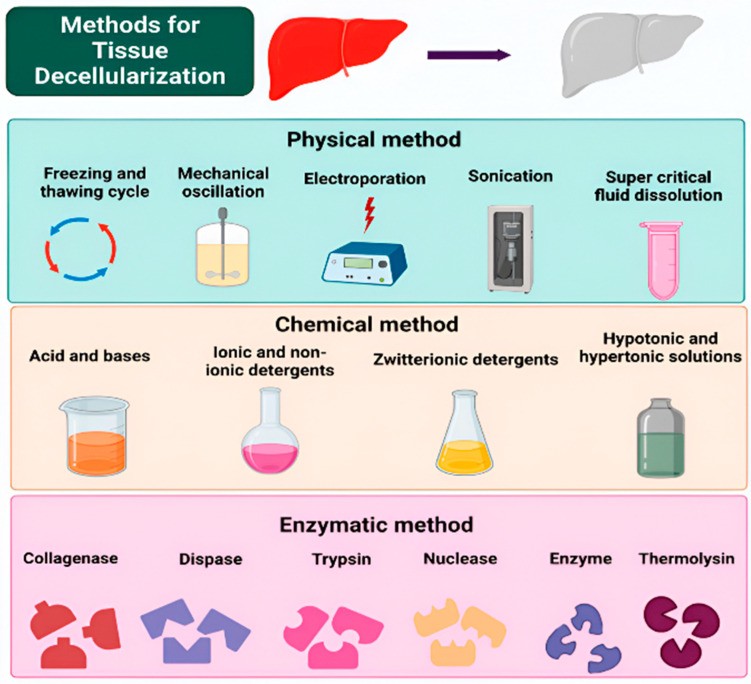 Methods for
Tissue
Decellularization
Physical method
Freezing and
thawing cycle
Mechanical
oscillation
Electroporation
Sonication
Super critical
fluid dissolution
Chemical method
Acid and bases
Ionic and non-
ionic detergents
Zwitterionic detergents
Hypotonic and
hypertonic solutions
Enzymatic method
Collagenase
Dispase
Trypsin
Nuclease
Enzyme
Thermolysin